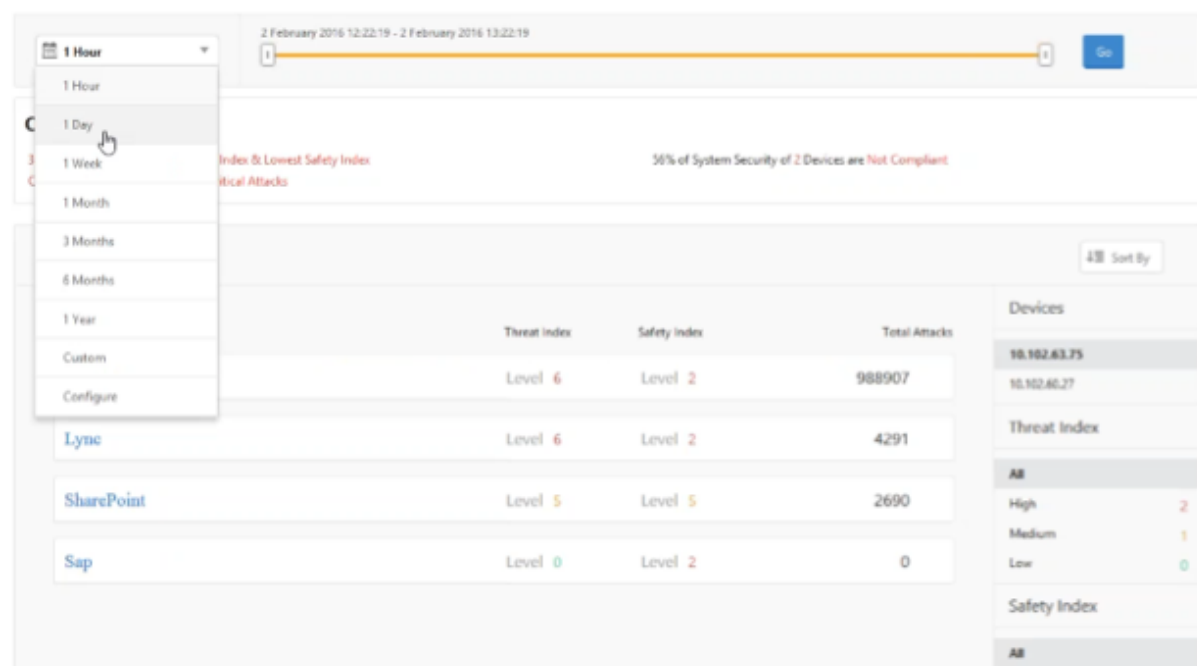 2 February 2016 12:22:19 - 2 February 2016 13:22:19
1 Hour
Go
1 Hour
1 Day
1 Week
1 Month
3 Months
6 Months
1 Year
Custom
Configure
Index & Lowest Safety Index
56% of System Security of 2 Devices are Not Compliant
Attacks
Sort By
Threat Index Safety Index Total Attacks
Level 6 Level 2 988907
Lync Level 6 Level 2 4291
SharePoint Level 5 Level 5 2690
Sap Level 0 Level 2 0
Devices
10.102.63.75
10.102.60.27
Threat Index
All
High 2
Medium 1
Low 0
Safety Index
All